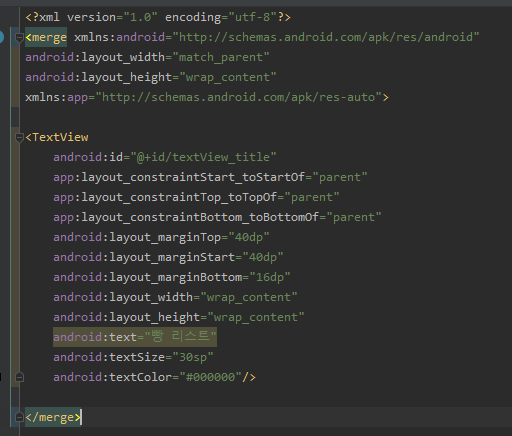 <?xml version="1.0" encoding="utf-8"?>
<merge xmlns:android="http://schemas.android.com/apk/res/android"
android:layout_width="match_parent"
android:layout_height="wrap_content"
xmlns:app="http://schemas.android.com/apk/res-auto">
<TextView
android:id="@+id/textView_title"
app:layout_constraintStart_toStartOf="parent"
app:layout_constraintTop_toTopOf="parent"
app:layout_constraintBottom_toBottomOf="parent"
android:layout_marginTop="40dp"
android:layout_marginStart="40dp"
android:layout_marginBottom="16dp"
android:layout_width="wrap_content"
android:layout_height="wrap_content"
android:text="빵 리스트"
android:textSize="30sp"
android:textColor="#000000"/>
</merge>